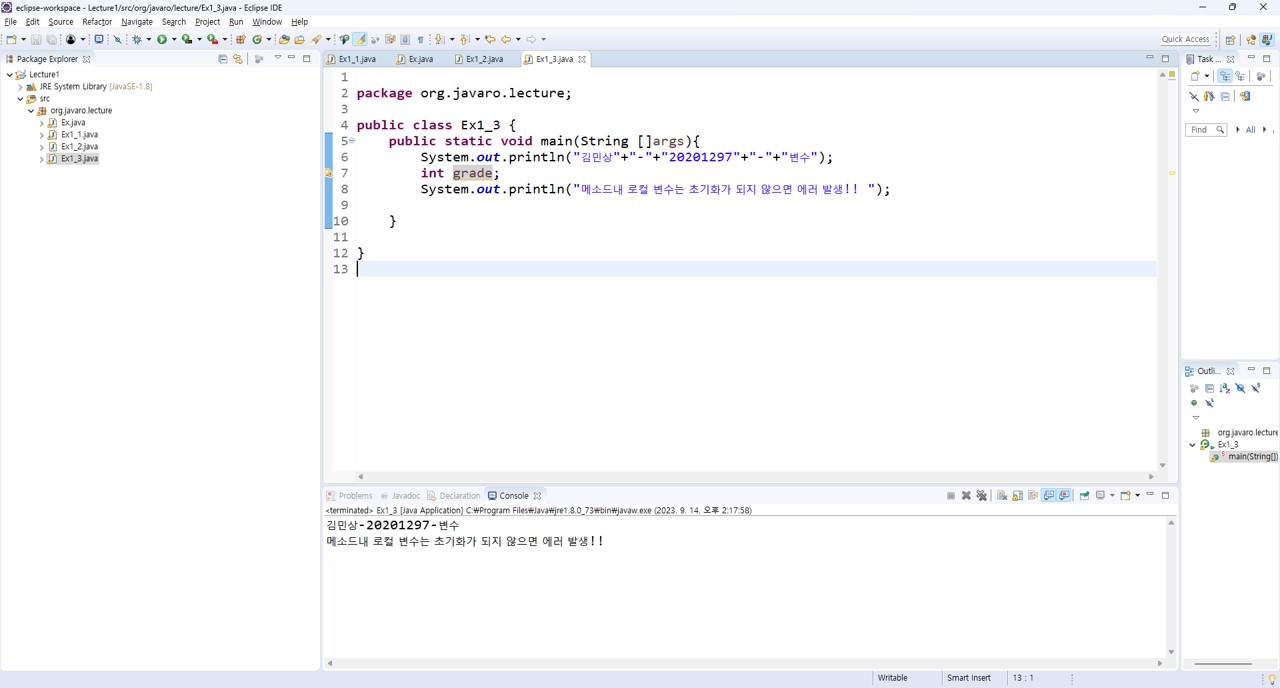 eclipse-workspace - Lecture1/src/org/javaro/lecture/Ex1_3.java - Eclipse IDE
File Edit Source Refactor Navigate Search Project Run Window Help
Quick Access
Package Explorer
Lecture1
JRE System Library [JavaSE-1.8]
src
org.javaro.lecture
Ex.java
Ex1_1.java
Ex1_2.java
Ex1_3.java
Ex1_1.java Ex.java Ex1_2.java Ex1_3.java
1
2 package org.javaro.lecture;
3
4 public class Ex1_3 {
5 public static void main(String []args){
6 System.out.println("김민상"+"-"+"20201297"+"-"+"변수");
7 int grade;
8 System.out.println("메소드내 로컬 변수는 초기화가 되지 않으면 에러 발생!! ");
9
10 }
11
12 }
13
Task ...
Find All
Outli...
org.javaro.lecture
Ex1_3
main(String[])
Problems Javadoc Declaration Console
<terminated> Ex1_3 [Java Application] C:₩Program Files₩Java₩jre1.8.0_73₩bin₩javaw.exe (2023. 9. 14. 오후 2:17:58)
김민상-20201297-변수
메소드내 로컬 변수는 초기화가 되지 않으면 에러 발생!!
Writable Smart Insert 13 : 1